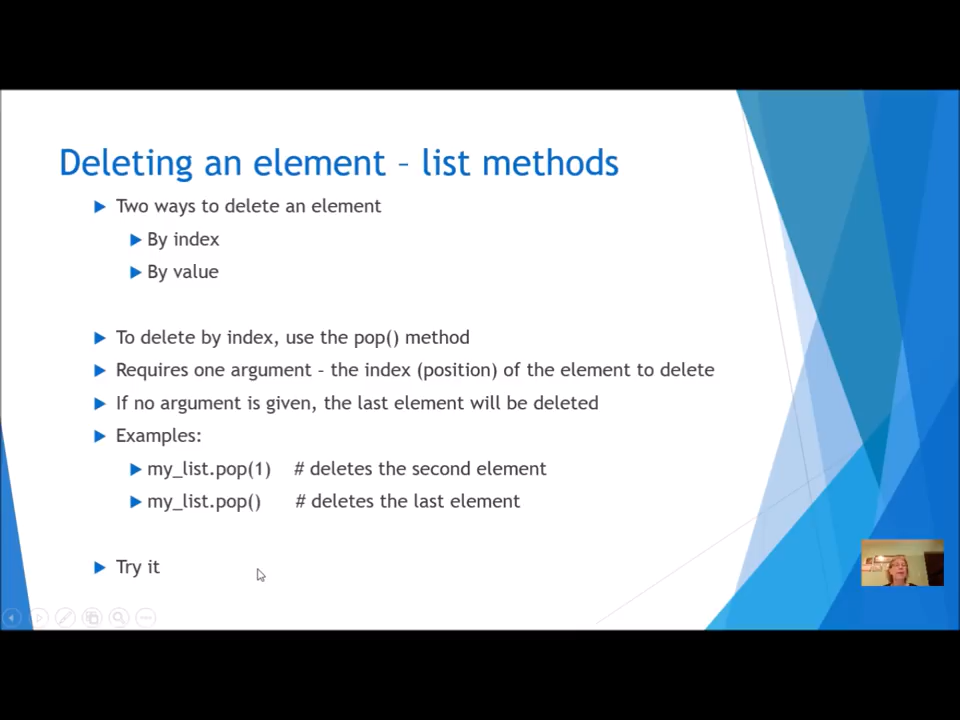 Deleting an element – list methods
Two ways to delete an element
By index
By value
To delete by index, use the pop() method
Requires one argument – the index (position) of the element to delete
If no argument is given, the last element will be deleted
Examples:
my_list.pop(1) # deletes the second element
my_list.pop() # deletes the last element
Try it